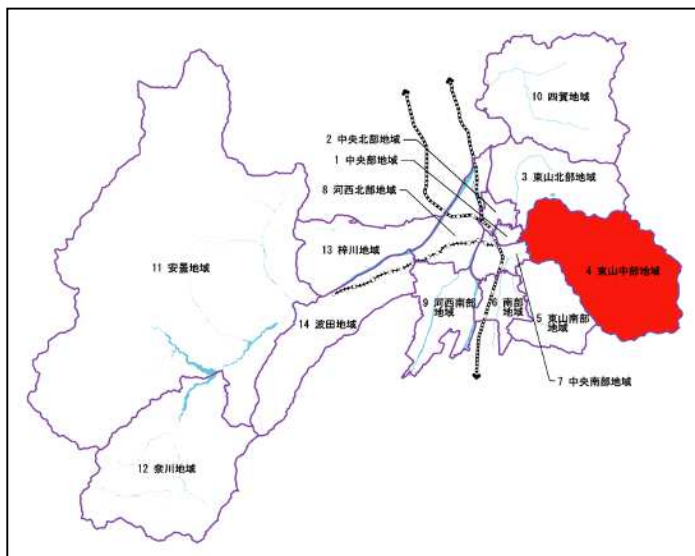 10 四賀地域
2 中央北部地域
1 中央部地域
3 東山北部地域
8 河西北部地域
13 梓川地域
11 安曇地域
4 東山中部地域
9 河西南部
地域
6 南部
地域
5 東山南部
地域
14 波田地域
7 中央南部地域
12 奈川地域